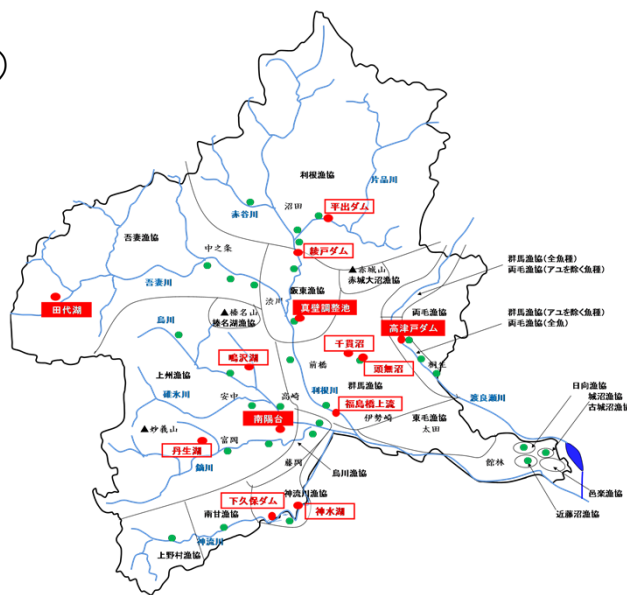 利根漁協
片品川
沼田
赤谷川
平出ダム
吾妻漁協
中之条
綾戸ダム
群馬漁協(全魚種)
両毛漁協(アユを除く魚種)
▲赤城山
赤城大沼漁協
吾妻川
阪東漁協
田代湖
渋川
▲榛名山
榛名湖漁協
真壁調整池
両毛漁協
群馬漁協(アユを除く魚種)
両毛漁協(全魚)
烏川
高津戸ダム
千貫沼
鳴沢湖
前橋
頭無沼
桐生
上州漁協
利根川
群馬漁協
渡良瀬川
日向漁協
城沼漁協
古城沼漁協
碓氷川
安中
高崎
福島橋上流
伊勢崎
東毛漁協
太田
南陽台
▲妙義山
富岡
丹生湖
烏川漁協
館林
鏑川
藤岡
邑楽漁協
近藤沼漁協
下久保ダム
神流川漁協
神水湖
南甘漁協
神流川
上野村漁協